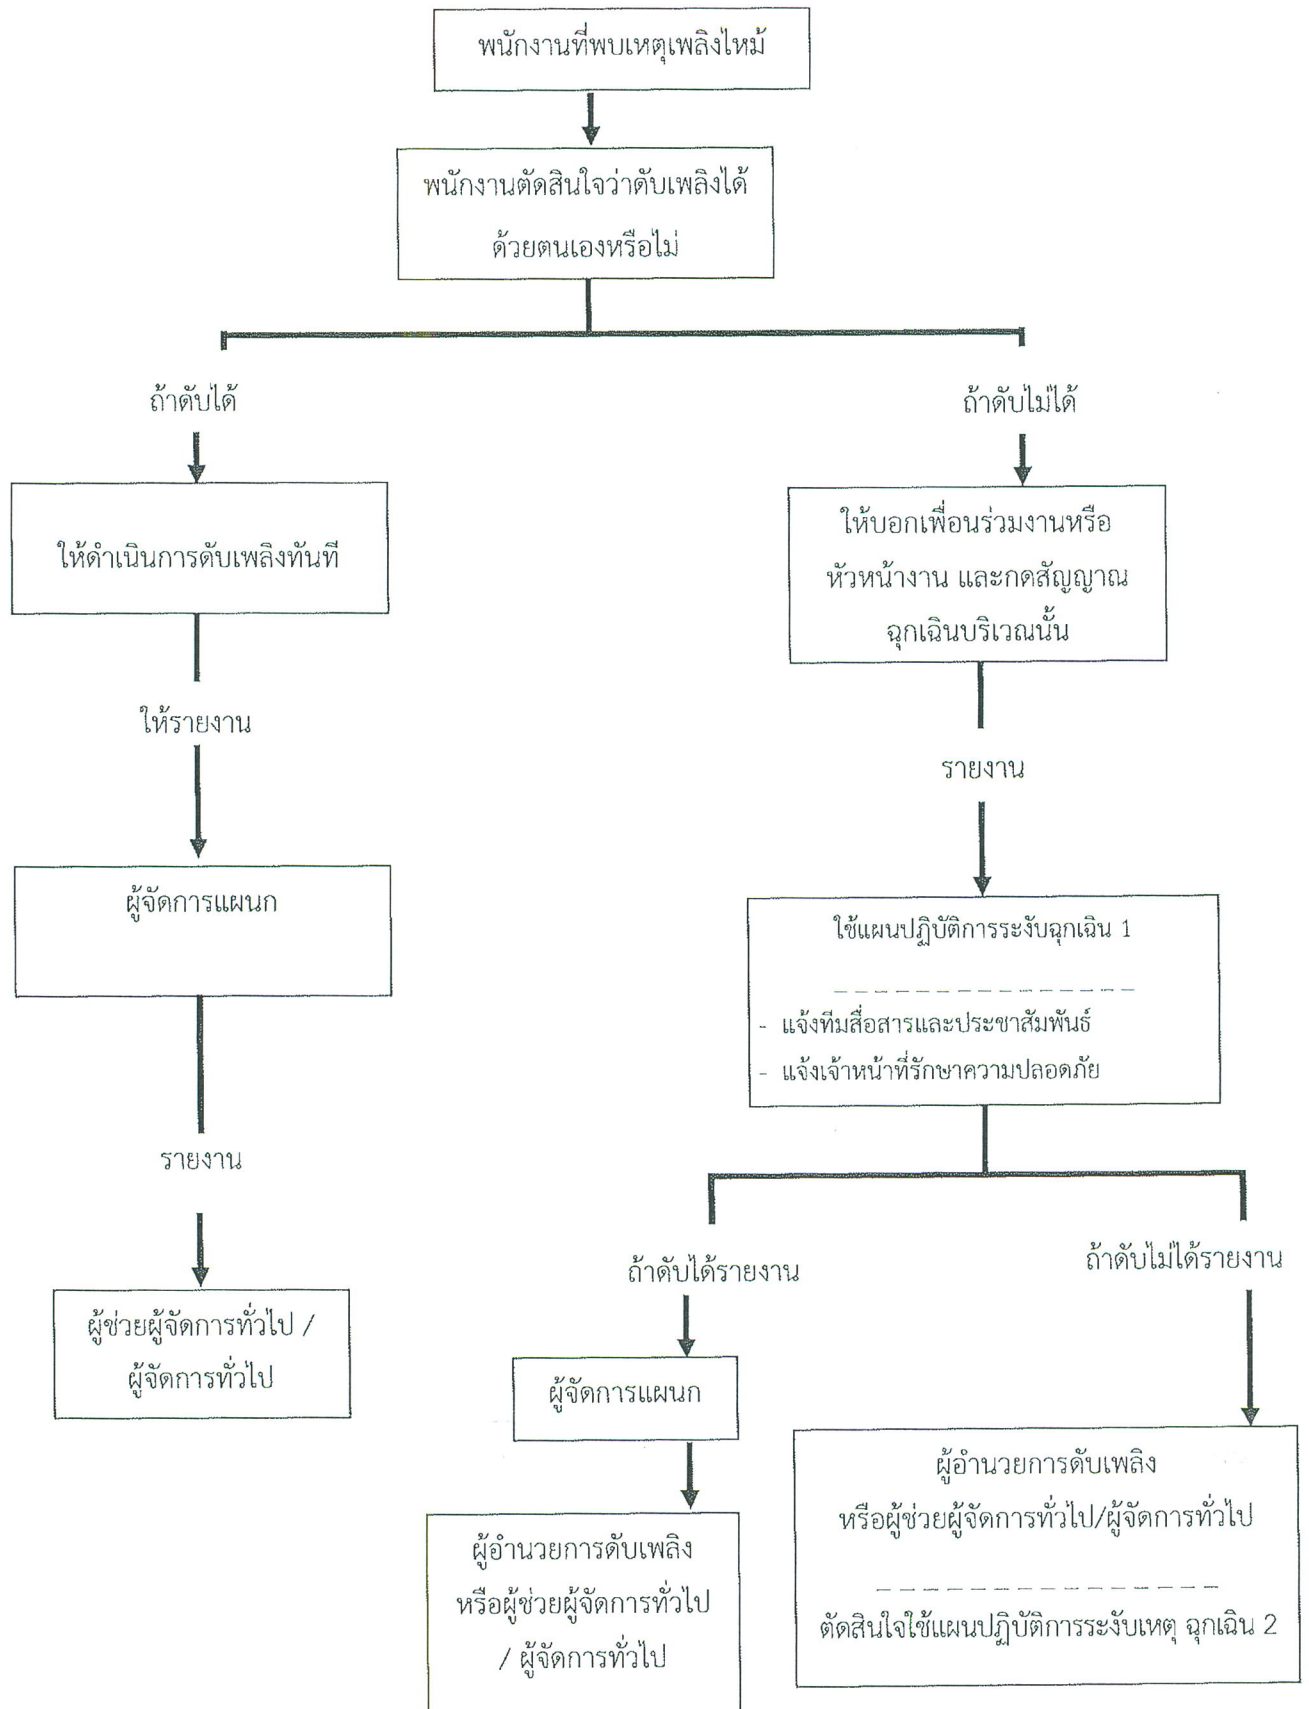 พนักงานที่พบเหตุเพลิงไหม้
พนักงานตัดสินใจว่าดับเพลิงได้
ด้วยตนเองหรือไม่
ถ้าดับได้
ถ้าดับไม่ได้
ให้ดำเนินการดับเพลิงทันที
ให้บอกเพื่อนร่วมงานหรือ
หัวหน้างาน และกดสัญญาณ
ฉุกเฉินบริเวณนั้น
ให้รายงาน
รายงาน
ผู้จัดการแผนก
ใช้แผนปฏิบัติการระงับฉุกเฉิน 1
- แจ้งทีมสื่อสารและประชาสัมพันธ์
- แจ้งเจ้าหน้าที่รักษาความปลอดภัย
รายงาน
ถ้าดับได้รายงาน
ถ้าดับไม่ได้รายงาน
ผู้ช่วยผู้จัดการทั่วไป /
ผู้จัดการทั่วไป
ผู้จัดการแผนก
ผู้อำนวยการดับเพลิง
หรือผู้ช่วยผู้จัดการทั่วไป
/ ผู้จัดการทั่วไป
ผู้อำนวยการดับเพลิง
หรือผู้ช่วยผู้จัดการทั่วไป/ผู้จัดการทั่วไป
ตัดสินใจใช้แผนปฏิบัติการระงับเหตุ ฉุกเฉิน 2